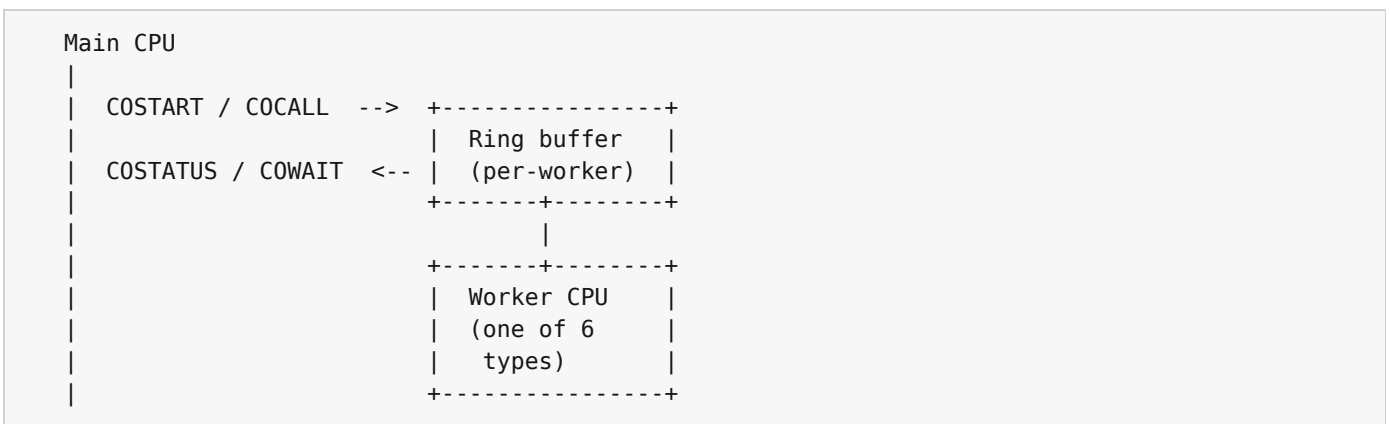 Main CPU
|
|  COSTART / COCALL  -->  +----------------+
|                         |  Ring buffer   |
|  COSTATUS / COWAIT  <-- |  (per-worker)  |
|                         +-------+--------+
|                                 |
|                         +-------+--------+
|                         |  Worker CPU    |
|                         |  (one of 6     |
|                         |   types)       |
|                         +----------------+